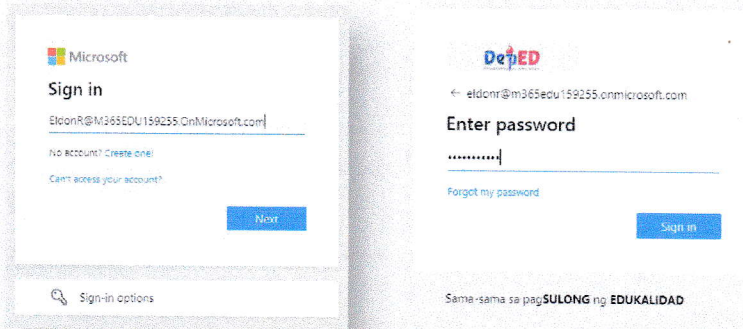 Microsoft
Sign in
EldonR@M365EDU159255.OnMicrosoft.com
No account? Create one!
Can't access your account?
Next
Sign-in options
DepED
← eldonr@m365edu159255.onmicrosoft.com
Enter password
•••••••••••
Forgot my password
Sign in
Sama-sama sa pagSULONG ng EDUKALIDAD